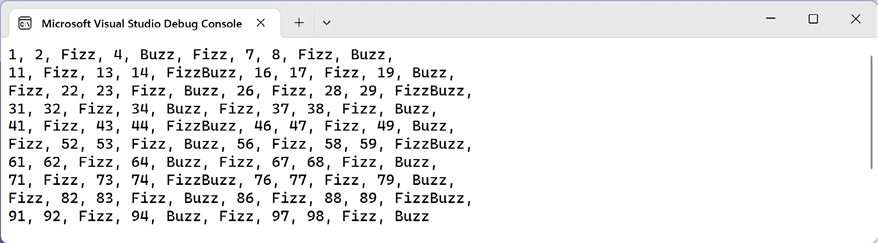 Microsoft Visual Studio Debug Console
1, 2, Fizz, 4, Buzz, Fizz, 7, 8, Fizz, Buzz,
11, Fizz, 13, 14, FizzBuzz, 16, 17, Fizz, 19, Buzz,
Fizz, 22, 23, Fizz, Buzz, 26, Fizz, 28, 29, FizzBuzz,
31, 32, Fizz, 34, Buzz, Fizz, 37, 38, Fizz, Buzz,
41, Fizz, 43, 44, FizzBuzz, 46, 47, Fizz, 49, Buzz,
Fizz, 52, 53, Fizz, Buzz, 56, Fizz, 58, 59, FizzBuzz,
61, 62, Fizz, 64, Buzz, Fizz, 67, 68, Fizz, Buzz,
71, Fizz, 73, 74, FizzBuzz, 76, 77, Fizz, 79, Buzz,
Fizz, 82, 83, Fizz, Buzz, 86, Fizz, 88, 89, FizzBuzz,
91, 92, Fizz, 94, Buzz, Fizz, 97, 98, Fizz, Buzz